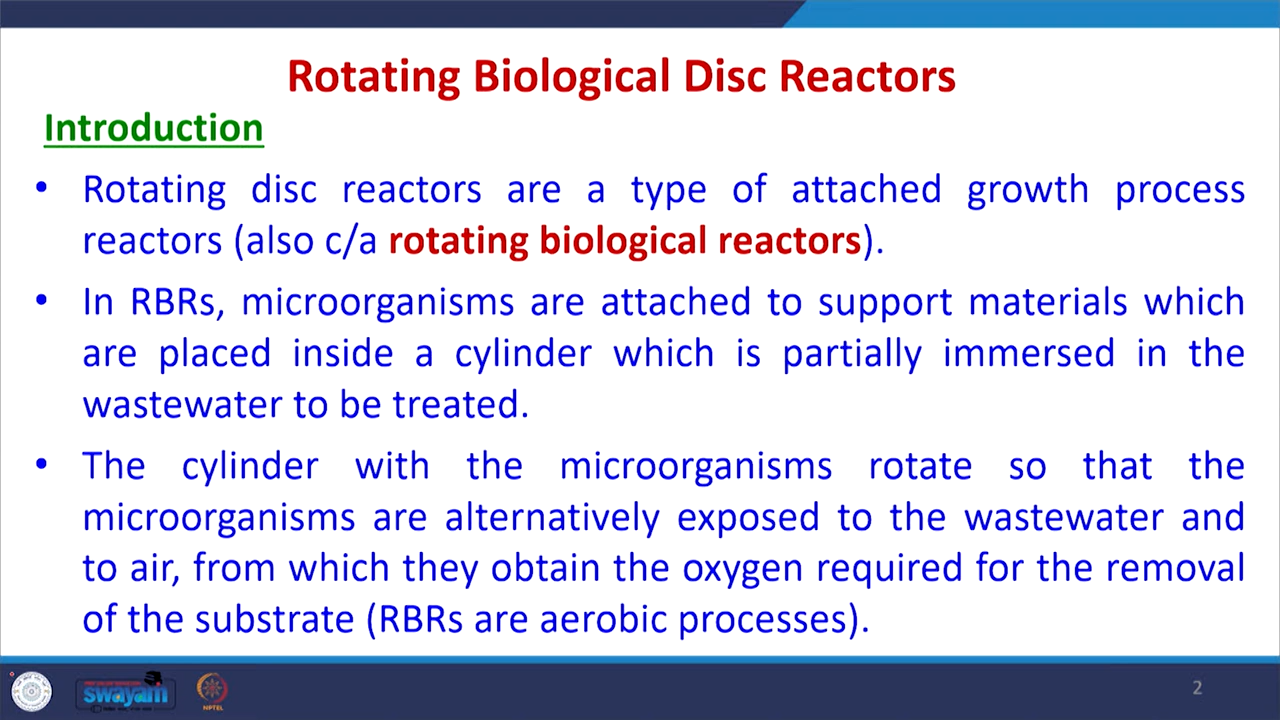 Rotating Biological Disc Reactors
Introduction
• Rotating disc reactors are a type of attached growth process
reactors (also c/a rotating biological reactors).
• In RBRs, microorganisms are attached to support materials which
are placed inside a cylinder which is partially immersed in the
wastewater to be treated.
• The cylinder with the microorganisms rotate so that the
microorganisms are alternatively exposed to the wastewater and
to air, from which they obtain the oxygen required for the removal
of the substrate (RBRs are aerobic processes).
swayam
NPTEL
2